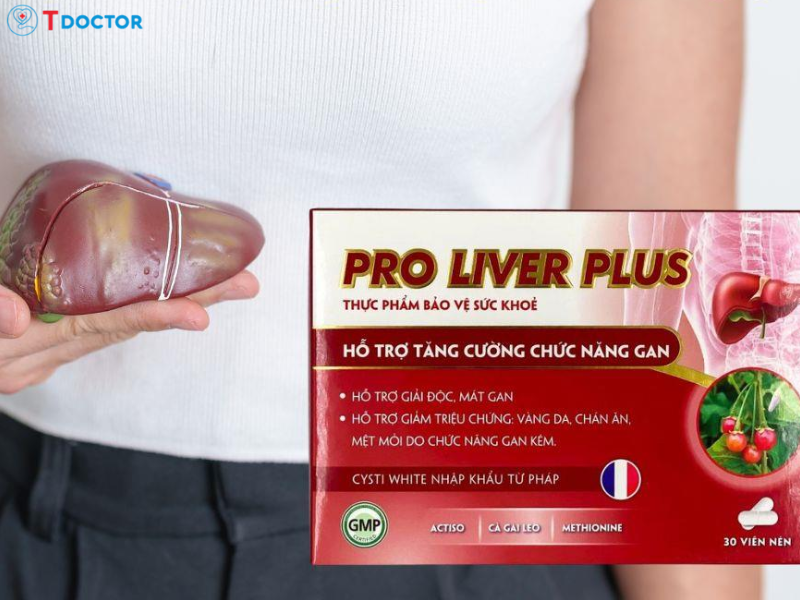 T DOCTOR
PRO LIVER PLUS
THỰC PHẨM BẢO VỆ SỨC KHOẺ
HỖ TRỢ TĂNG CƯỜNG CHỨC NĂNG GAN
• HỖ TRỢ GIẢI ĐỘC, MÁT GAN
• HỖ TRỢ GIẢM TRIỆU CHỨNG: VÀNG DA, CHÁN ĂN,
MỆT MỎI DO CHỨC NĂNG GAN KÉM.
CYSTI WHITE NHẬP KHẨU TỪ PHÁP
GMP
CERTIFIED
ACTISO | CÀ GAI LEO | METHIONINE
30 VIÊN NÉN